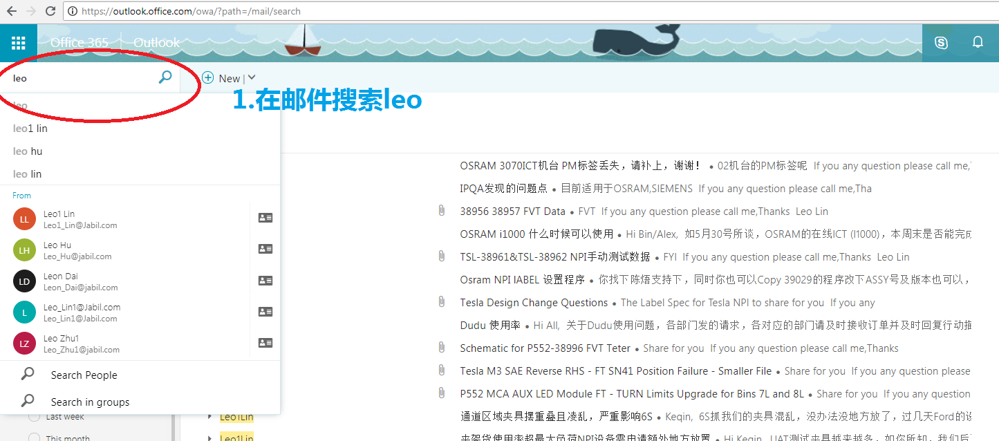 https://outlook.office.com/owa/?path=/mail/search
Office 365 Outlook
leo
New
1.在邮件搜索leo
leo
leo1 lin
leo hu
leo lin
From
LL Leo1 Lin
Leo1_Lin@Jabil.com
LH Leo Hu
Leo_Hu@jabil.com
LD Leon Dai
Leon_Dai@jabil.com
L Leo_Lin1@Jabil.com
Leo_Lin1@Jabil.com
LZ Leo Zhu1
Leo_Zhu1@jabil.com
Search People
Search in groups
Last week
This month
Leo1Lin
Leo1Lin
OSRAM 3070ICT机台 PM标签丢失，请补上，谢谢！ • 02机台的PM标签呢 If you any question please call me,
IPQA发现的问题点 • 目前适用于OSRAM,SIEMENS If you any question please call me,Tha
38956 38957 FVT Data • FVT If you any question please call me,Thanks Leo Lin
OSRAM i1000 什么时候可以使用 • Hi Bin/Alex, 如5月30号所谈，OSRAM的在线ICT (I1000)，本周末是否能完成
TSL-38961&TSL-38962 NPI手动测试数据 • FYI If you any question please call me,Thanks Leo Lin
Osram NPI lABEL 设置程序 • 你找下陈焐支持下，同时你也可以Copy 39029的程序改下ASSY号及版本也可以，
Tesla Design Change Questions • The Label Spec for Tesla NPI to share for you If you any
Dudu 使用率 • Hi All, 关于Dudu使用问题，各部门发的请求，各对应的部门请及时接收订单并及时回复行动措
Schematic for P552-38996 FVT Teter • Share for you If you any question please call me,Thanks
Tesla M3 SAE Reverse RHS - FT SN41 Position Failure - Smaller File • Share for you If you any question please
P552 MCA AUX LED Module FT - TURN Limits Upgrade for Bins 7L and 8L • Share for you If you any question
通道区域夹具摆重叠且凌乱，严重影响6S • Keqin, 6S抓我们的夹具混乱，没办法没地方放了，过几天Ford的设
夹架货使用率超最大负荷NPI设备需申请额外地方放置 • Hi Keqin, UAT测试夹具越来越多，如你所知，我们后